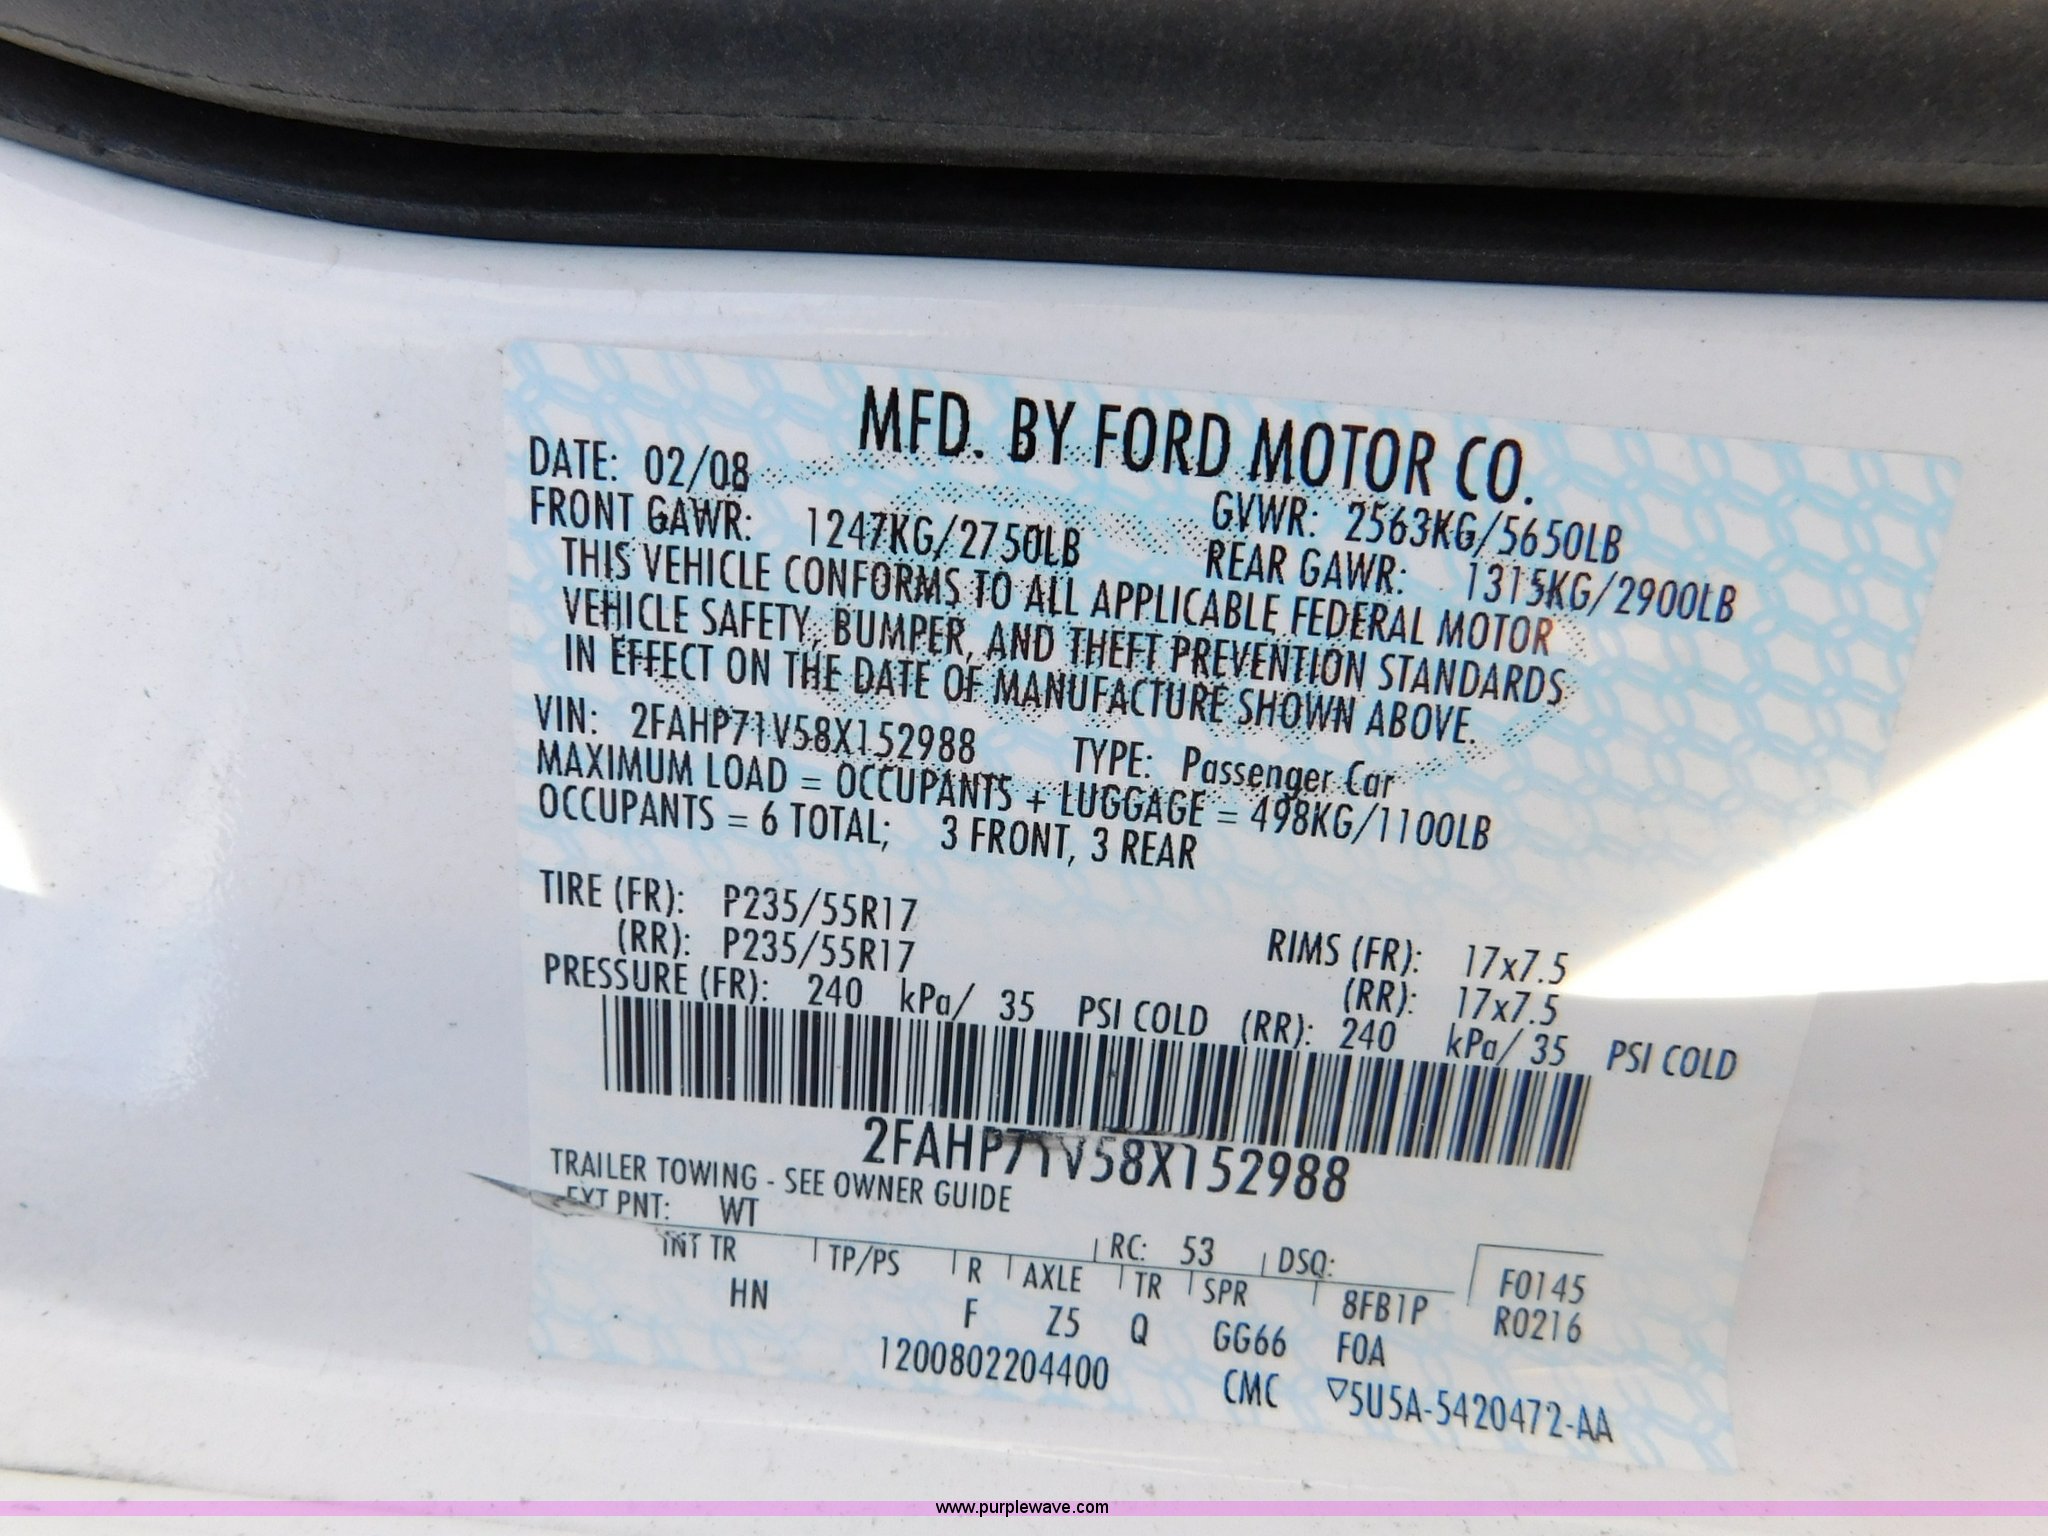 MFD. BY FORD MOTOR CO.
DATE: 02/08 GVWR: 2563KG/5650LB
FRONT GAWR: 1247KG/2750LB REAR GAWR: 1315KG/2900LB
THIS VEHICLE CONFORMS TO ALL APPLICABLE FEDERAL MOTOR
VEHICLE SAFETY, BUMPER, AND THEFT PREVENTION STANDARDS
IN EFFECT ON THE DATE OF MANUFACTURE SHOWN ABOVE.
VIN: 2FAHP71V58X152988 TYPE: Passenger Car
MAXIMUM LOAD = OCCUPANTS + LUGGAGE = 498KG/1100LB
OCCUPANTS = 6 TOTAL; 3 FRONT, 3 REAR
TIRE (FR): P235/55R17 RIMS (FR): 17x7.5
(RR): P235/55R17 (RR): 17x7.5
PRESSURE (FR): 240 kPa/ 35 PSI COLD (RR): 240 kPa/ 35 PSI COLD
2FAHP71V58X152988
TRAILER TOWING - SEE OWNER GUIDE
EXT PNT: WT RC: 53 DSO: F0145
INT TR TP/PS R AXLE TR SPR 8FB1P R0216
HN F Z5 Q GG66 F0A
1200802204400 CMC ▽5U5A-5420472-AA
www.purplewave.com